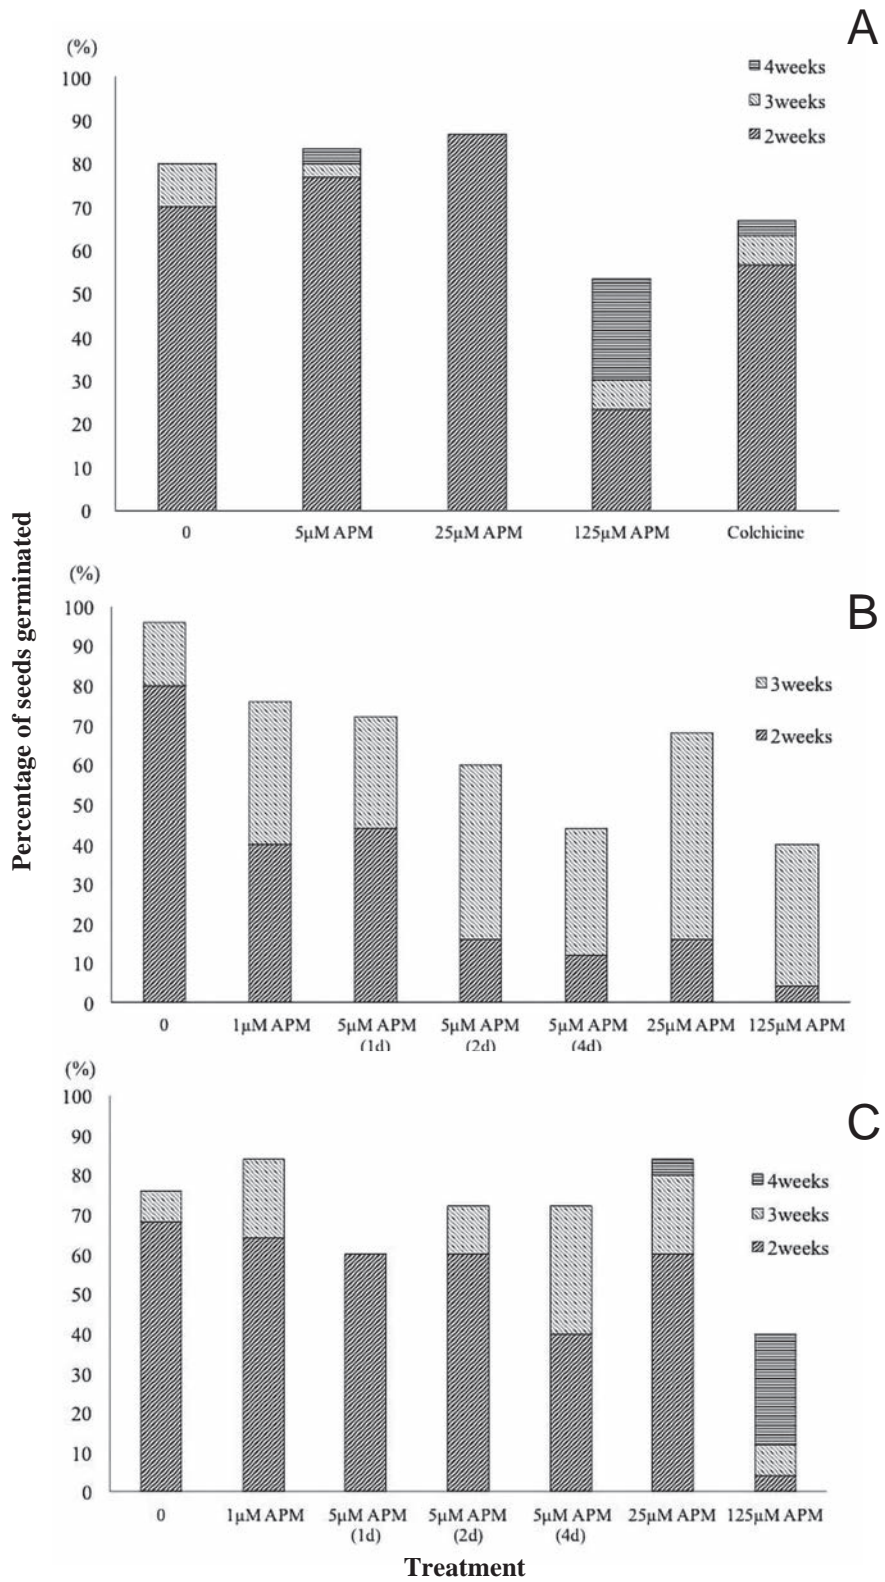 A
(%)
100
90
80
70
60
50
40
30
20
10
0
4weeks
3weeks
2weeks
0
5µM APM
25µM APM
125µM APM
Colchicine
Percentage of seeds germinated
B
(%)
100
90
80
70
60
50
40
30
20
10
0
3weeks
2weeks
0
1µM APM
5µM APM
(1d)
5µM APM
(2d)
5µM APM
(4d)
25µM APM
125µM APM
C
(%)
100
90
80
70
60
50
40
30
20
10
0
4weeks
3weeks
2weeks
0
1µM APM
5µM APM
(1d)
5µM APM
(2d)
5µM APM
(4d)
25µM APM
125µM APM
Treatment